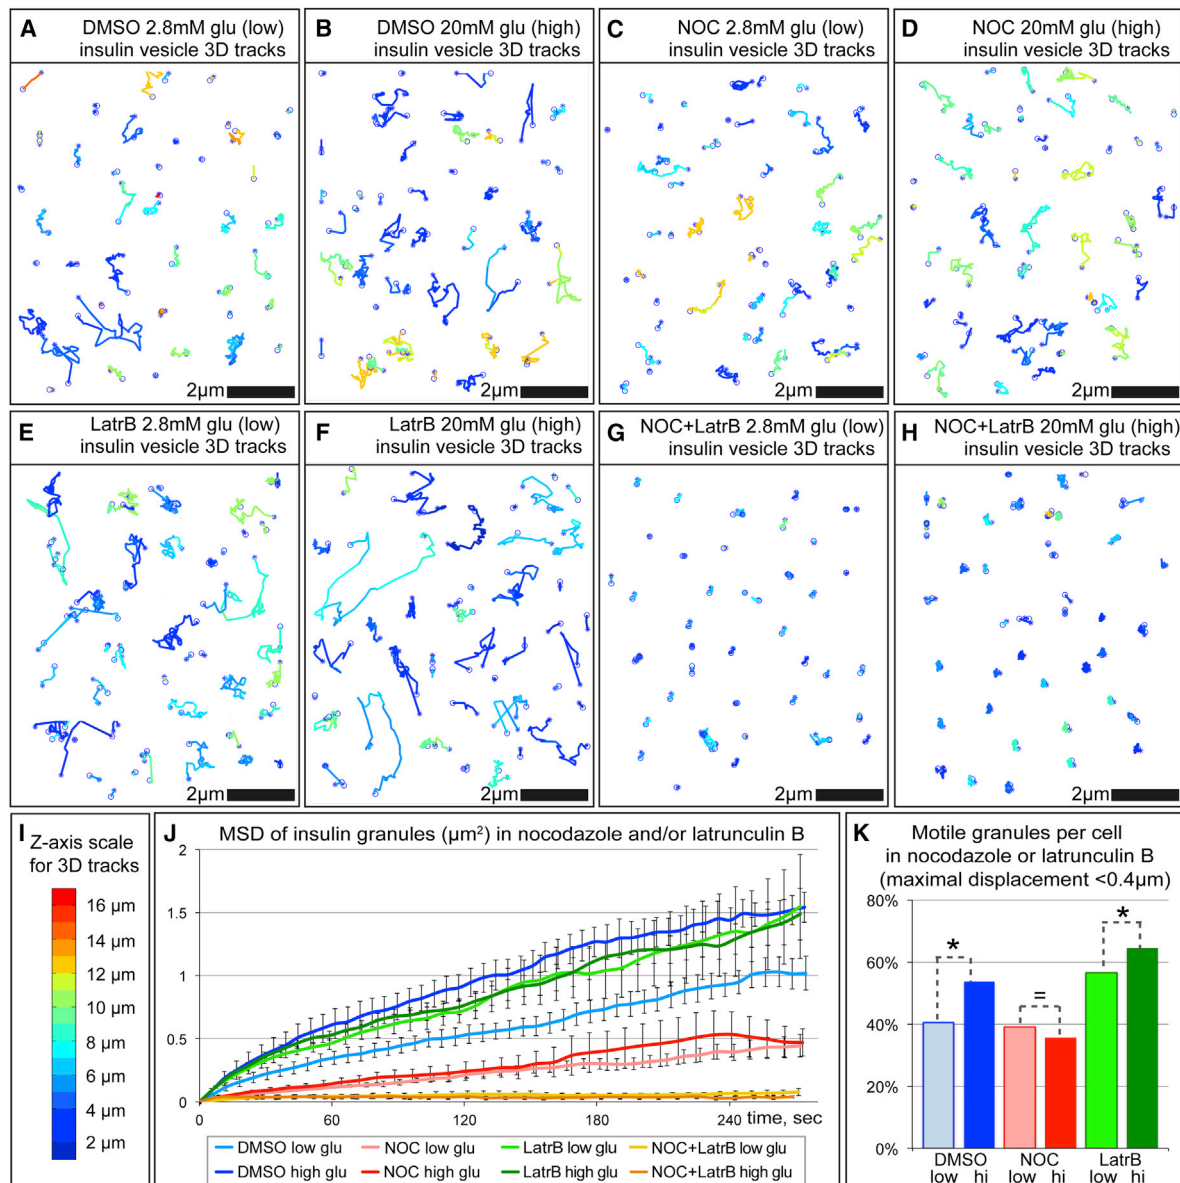 A DMSO 2.8mM glu (low)
insulin vesicle 3D tracks
2µm
B DMSO 20mM glu (high)
insulin vesicle 3D tracks
2µm
C NOC 2.8mM glu (low)
insulin vesicle 3D tracks
2µm
D NOC 20mM glu (high)
insulin vesicle 3D tracks
2µm
E LatrB 2.8mM glu (low)
insulin vesicle 3D tracks
2µm
F LatrB 20mM glu (high)
insulin vesicle 3D tracks
2µm
G NOC+LatrB 2.8mM glu (low)
insulin vesicle 3D tracks
2µm
H NOC+LatrB 20mM glu (high)
insulin vesicle 3D tracks
2µm
I Z-axis scale
for 3D tracks
16 µm
14 µm
12 µm
10 µm
8 µm
6 µm
4 µm
2 µm
J MSD of insulin granules (µm²) in nocodazole and/or latrunculin B
2
1.5
1
0.5
0
0 60 120 180 240 time, sec
DMSO low glu NOC low glu LatrB low glu NOC+LatrB low glu
DMSO high glu NOC high glu LatrB high glu NOC+LatrB high glu
K Motile granules per cell
in nocodazole or latrunculin B
(maximal displacement <0.4µm)
80%
60%
40%
20%
0%
* = *
DMSO NOC LatrB
low hi low hi low hi